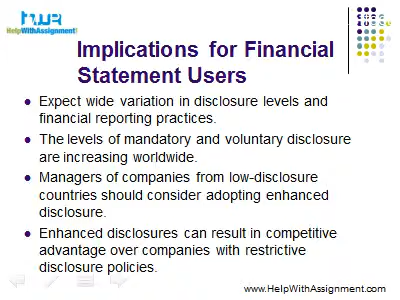 HWA
HelpWithAssignment!
Implications for Financial
Statement Users
Expect wide variation in disclosure levels and
financial reporting practices.
The levels of mandatory and voluntary disclosure
are increasing worldwide.
Managers of companies from low-disclosure
countries should consider adopting enhanced
disclosure.
Enhanced disclosures can result in competitive
advantage over companies with restrictive
disclosure policies.
www.HelpWithAssignment.com